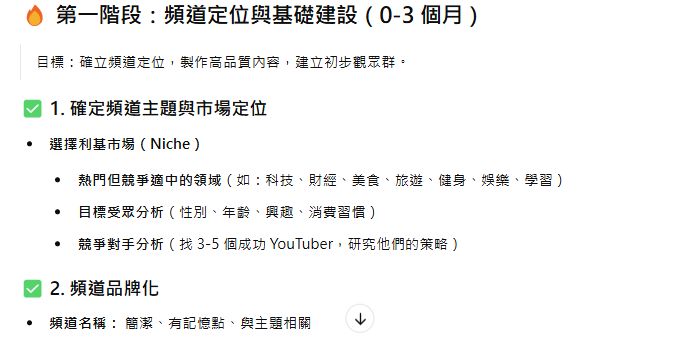 🔥 第一階段：頻道定位與基礎建設（0-3 個月）
目標：確立頻道定位，製作高品質內容，建立初步觀眾群。
✅ 1. 確定頻道主題與市場定位
• 選擇利基市場（Niche）
• 熱門但競爭適中的領域（如：科技、財經、美食、旅遊、健身、娛樂、學習）
• 目標受眾分析（性別、年齡、興趣、消費習慣）
• 競爭對手分析（找 3-5 個成功 YouTuber，研究他們的策略）
✅ 2. 頻道品牌化
• 頻道名稱： 簡潔、有記憶點、與主題相關